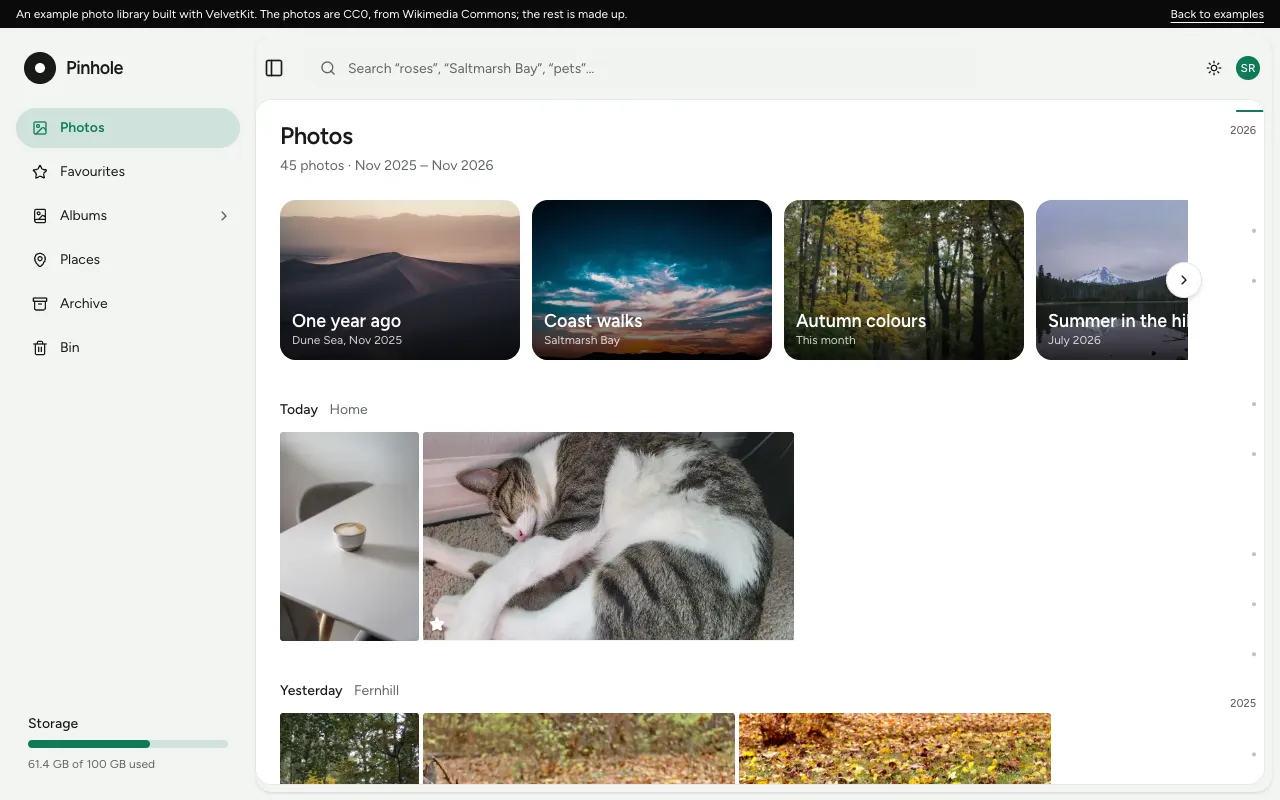 An example photo library built with VelvetKit. The photos are CC0, from Wikimedia Commons; the rest is made up.
Back to examples
Pinhole
Search “roses”, “Saltmarsh Bay”, “pets”…
SR
Photos
Favourites
Albums
Places
Archive
Bin
Storage
61.4 GB of 100 GB used
Photos
45 photos · Nov 2025 – Nov 2026
One year ago
Dune Sea, Nov 2025
Coast walks
Saltmarsh Bay
Autumn colours
This month
Summer in the hil
July 2026
Today Home
Yesterday Fernhill
2026
2025